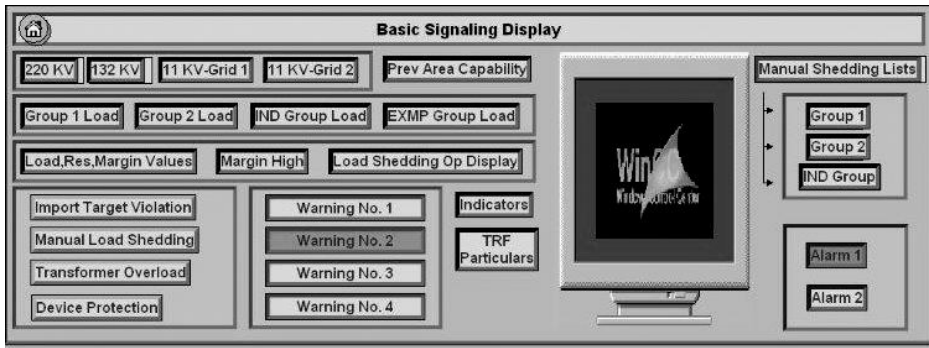 Basic Signaling Display
220 KV 132 KV 11 KV-Grid 1 11 KV-Grid 2 Prev Area Capability
Manual Shedding Lists
Group 1 Load Group 2 Load IND Group Load EXMP Group Load
Group 1
Group 2
IND Group
Load,Res,Margin Values Margin High Load Shedding Op Display
Import Target Violation
Manual Load Shedding
Transformer Overload
Device Protection
Warning No. 1
Warning No. 2
Warning No. 3
Warning No. 4
Indicators
TRF
Particulars
Alarm 1
Alarm 2